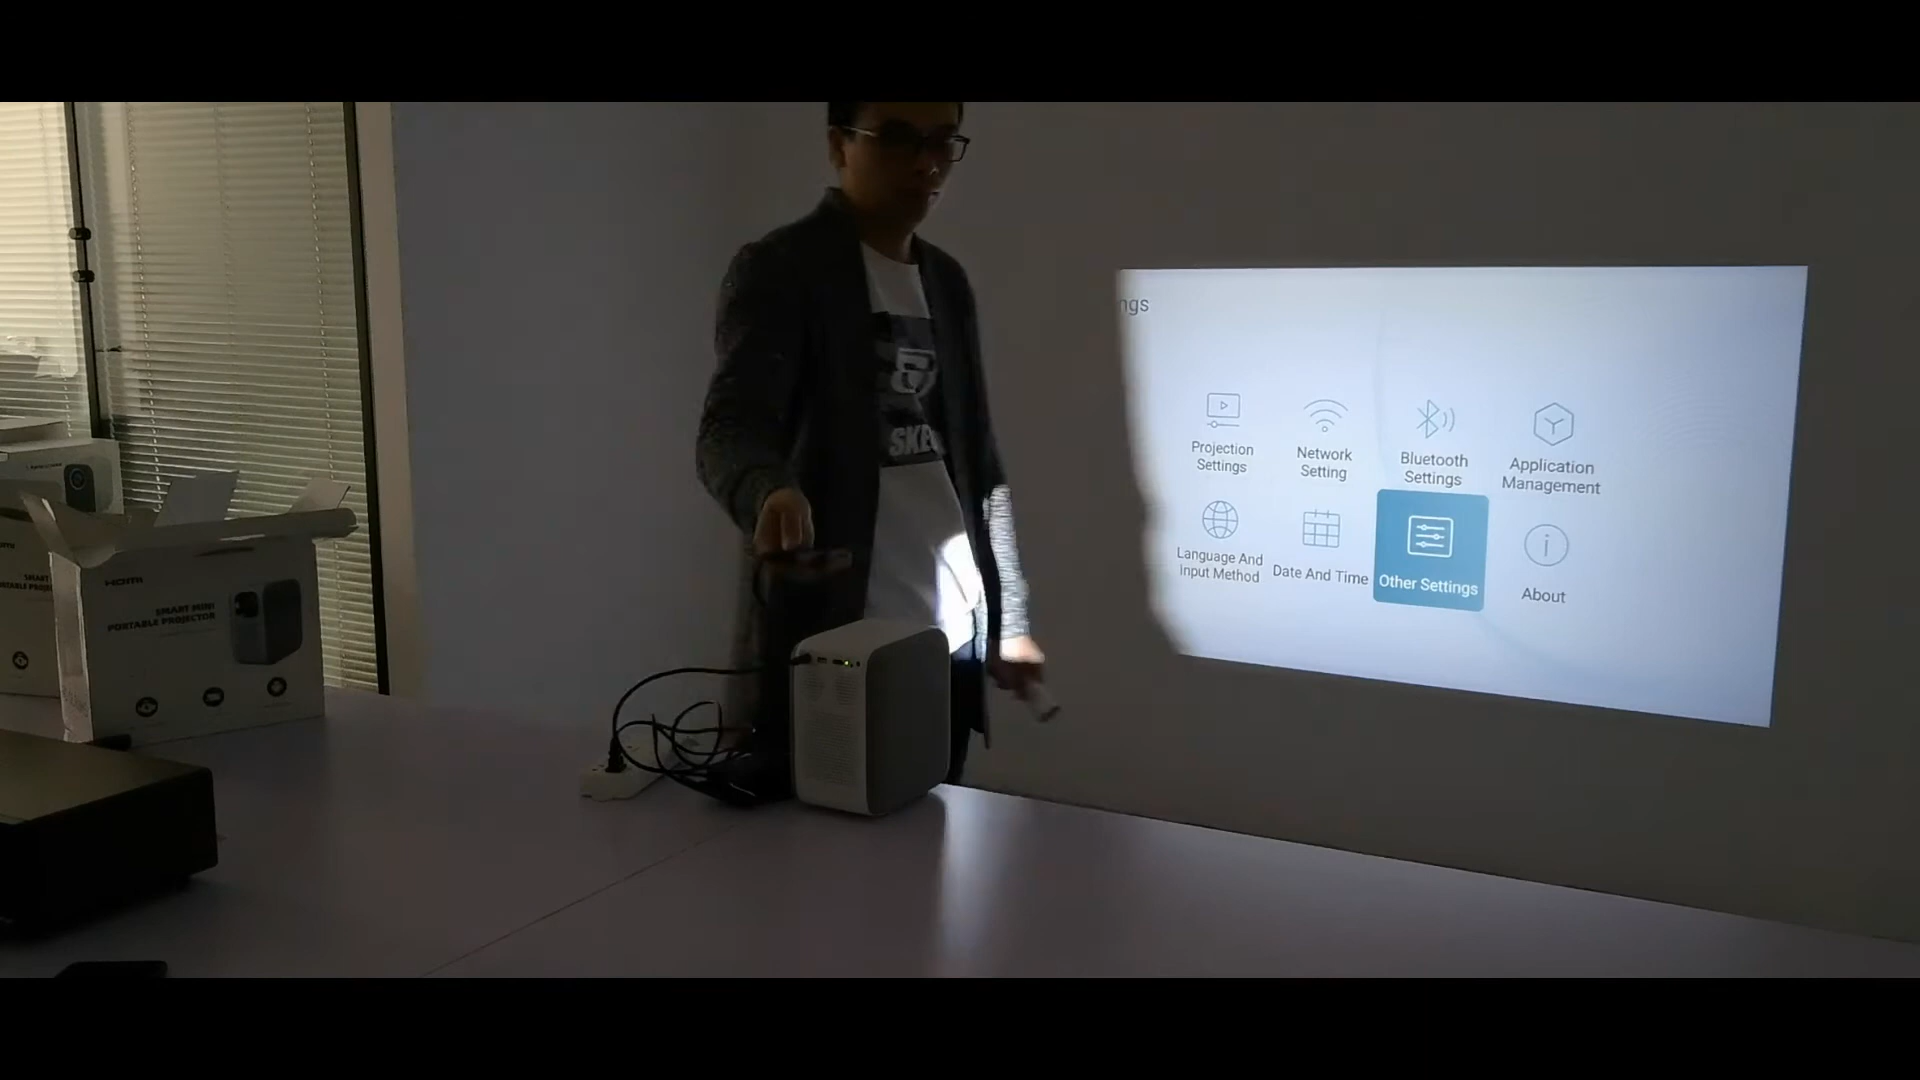 ngs
Projection
Settings
Network
Setting
Bluetooth
Settings
Application
Management
Language And
Input Method
Date And Time
Other Settings
About
SMART MINI
PORTABLE PROJECTOR
SMART